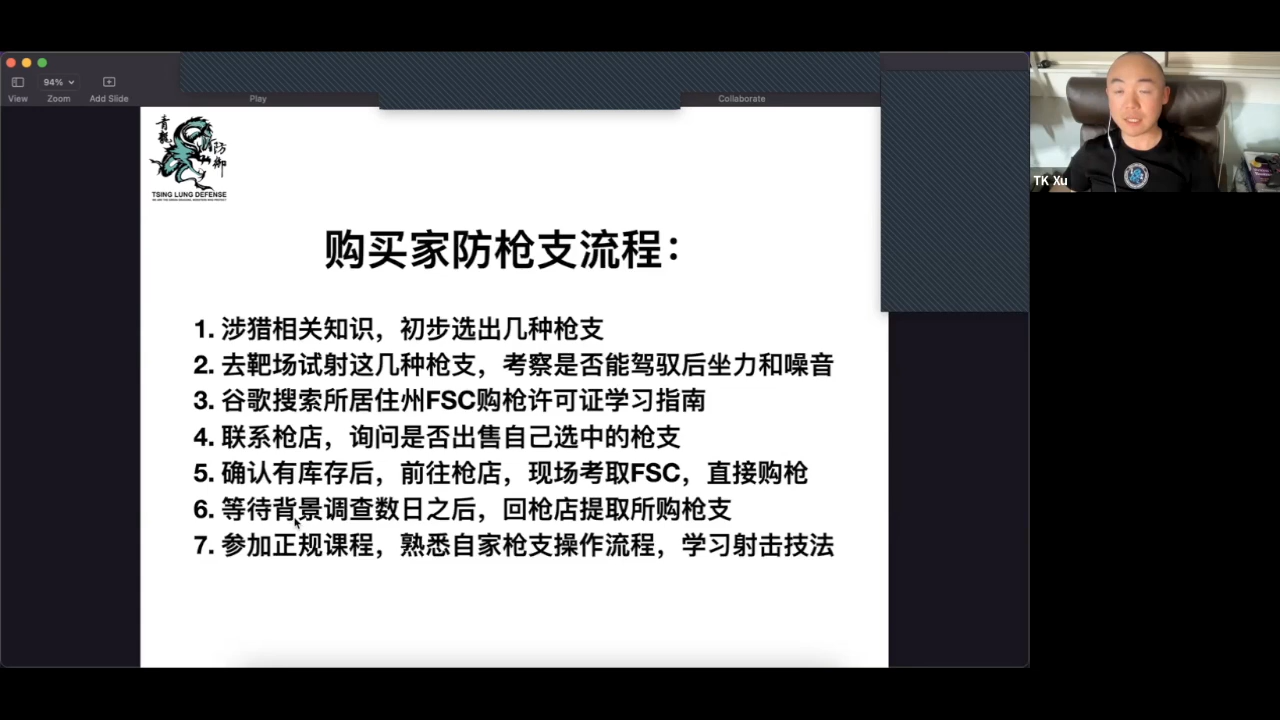 94%
View
Zoom
Add Slide
Play
Collaborate
青龍
防御
TSING LUNG DEFENSE
TK Xu
购买家防枪支流程：
1. 涉猎相关知识，初步选出几种枪支
2. 去靶场试射这几种枪支，考察是否能驾驭后坐力和噪音
3. 谷歌搜索所居住州FSC购枪许可证学习指南
4. 联系枪店，询问是否出售自己选中的枪支
5. 确认有库存后，前往枪店，现场考取FSC，直接购枪
6. 等待背景调查数日之后，回枪店提取所购枪支
7. 参加正规课程，熟悉自家枪支操作流程，学习射击技法